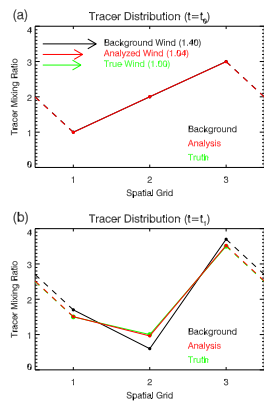 (a) Tracer Distribution (t=t₀)
4
Background Wind (1.40)
Analyzed Wind (1.04)
True Wind (1.00)
3
2
1
0
Tracer Mixing Ratio
Background
Analysis
Truth
1 2 3
Spatial Grid
(b) Tracer Distribution (t=t₁)
4
3
2
1
0
Tracer Mixing Ratio
Background
Analysis
Truth
1 2 3
Spatial Grid